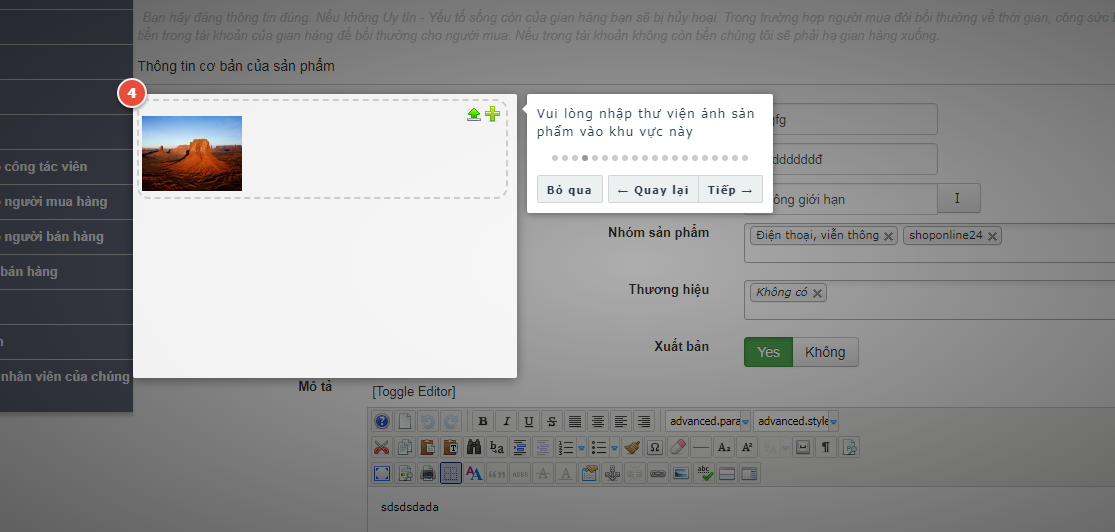 Bạn hãy đăng thông tin đúng. Nếu không Uy tín - Yếu tố sống còn của gian hàng bạn sẽ bị hủy hoại. Trong trường hợp người mua đòi bồi thường về thời gian, công sức
tiền trong tài khoản của gian hàng để bồi thường cho người mua. Nếu trong tài khoản không còn tiền chúng tôi sẽ phải hạ gian hàng xuống.
Thông tin cơ bản của sản phẩm
4
Vui lòng nhập thư viện ảnh sản
phẩm vào khu vực này
Bỏ qua
← Quay lại
Tiếp →
fg
ddddddđ
ông giới hạn
I
công tác viên
người mua hàng
người bán hàng
bán hàng
nhân viên của chúng
Nhóm sản phẩm
Điện thoại, viễn thông
shoponline24
Thương hiệu
Không có
Xuất bản
Yes
Không
Mô tả
[Toggle Editor]
B I U S
advanced.para
advanced.style
sdsdsdada